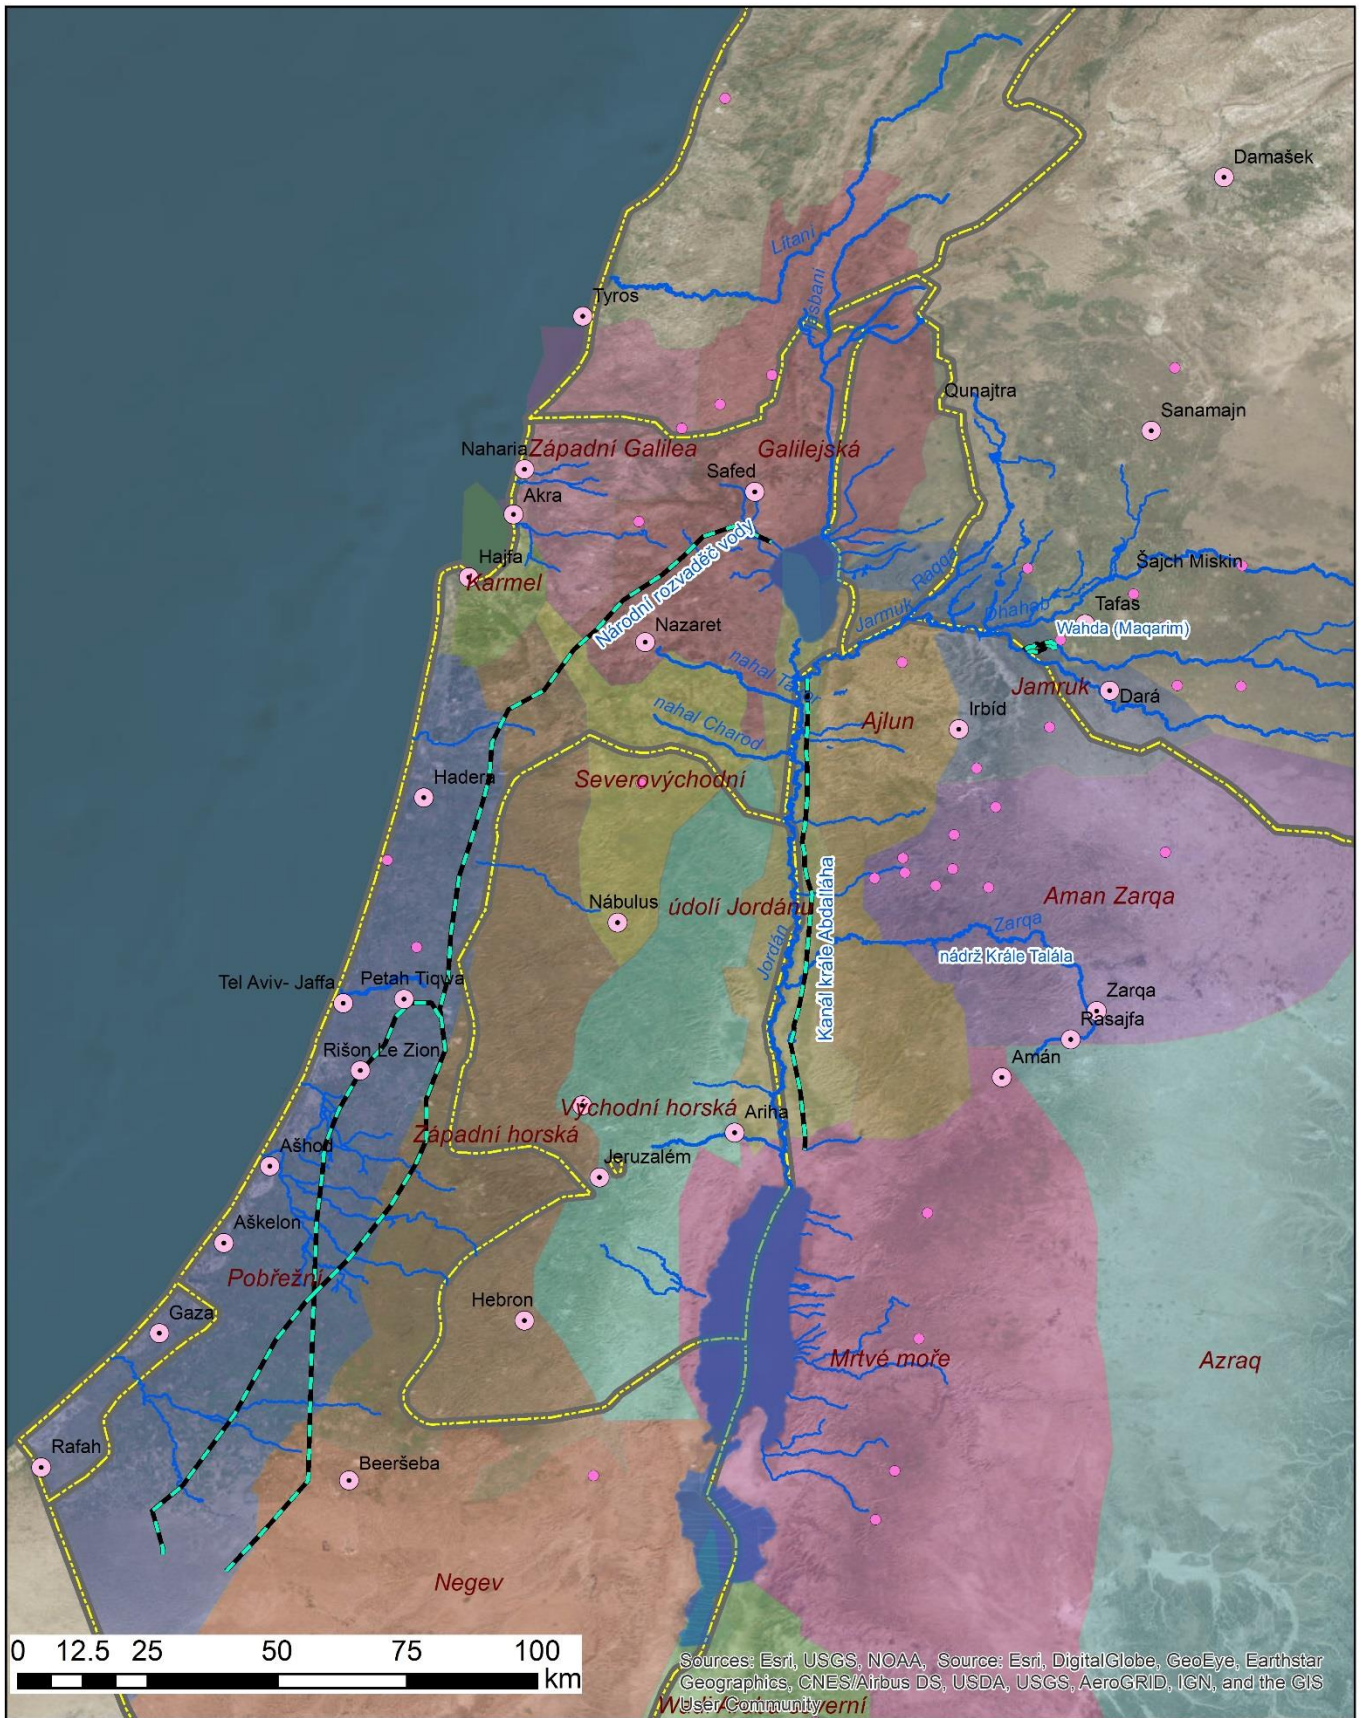 Damašek
Lítani
Hasbani
Tyros
Qunajtra
Sanamajn
Naharia
Západní Galilea
Galilejská
Safed
Akra
Národní rozvaděč vody
Hajfa
Karmel
Šajch Miskin
Raqqa
Dhahab
Jarmuk
Tafas
Wahda (Maqarim)
Nazaret
nahal Tabor
Jamruk
Dará
nahal Charod
Ajlun
Irbíd
Hadera
Severovýchodní
Nábulus
údolí Jordánu
Aman Zarqa
Kanál krále Abdalláha
Jordán
Zarqa
nádrž Krále Talála
Tel Aviv- Jaffa
Petah Tiqwa
Zarqa
Rasajfa
Rišon Le Zion
Amán
Východní horská
Ariha
Západní horská
Ašhod
Jeruzalém
Aškelon
Pobřežní
Hebron
Gaza
Mrtvé moře
Azraq
Rafah
Beeršeba
Negev
0 12.5 25 50 75 100
km
Sources: Esri, USGS, NOAA, Source: Esri, DigitalGlobe, GeoEye, Earthstar
Geographics, CNES/Airbus DS, USDA, USGS, AeroGRID, IGN, and the GIS
User Community